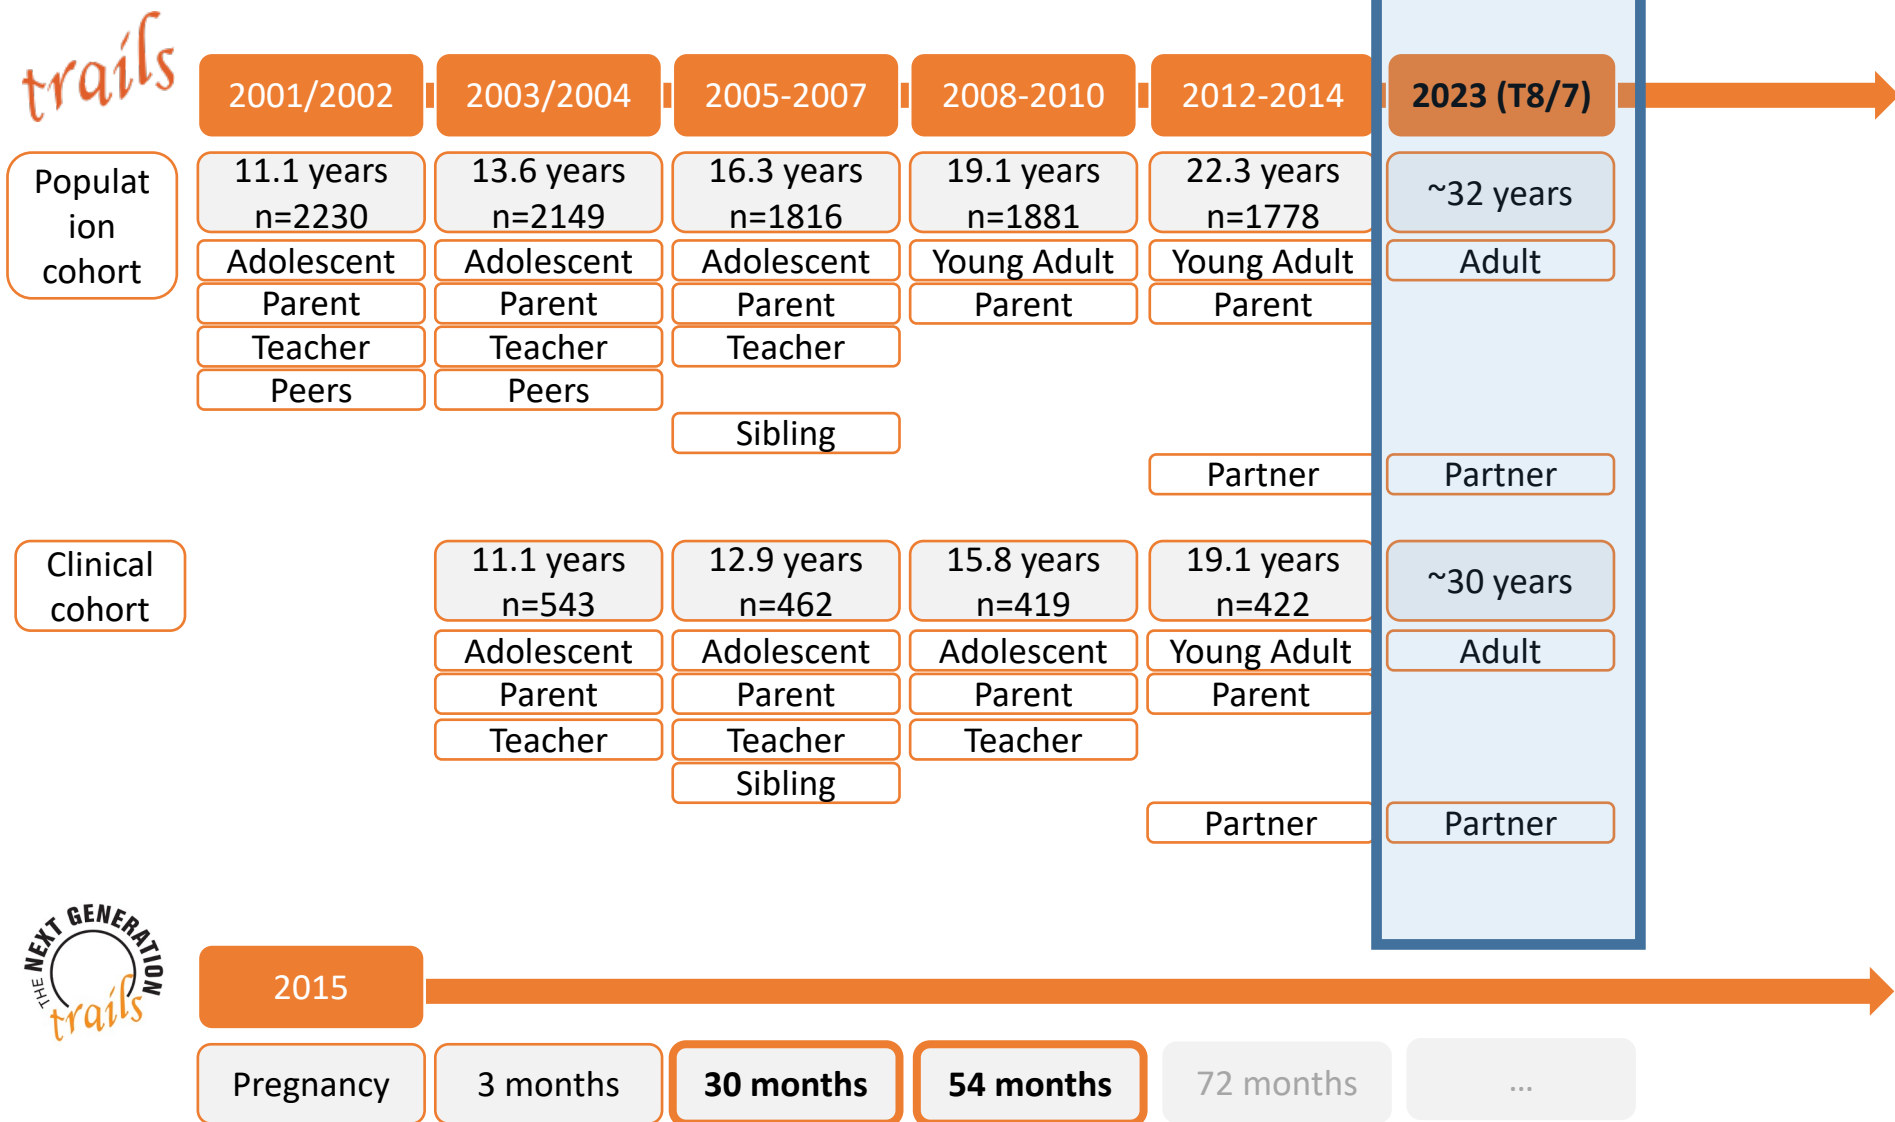 trails
2001/2002 2003/2004 2005-2007 2008-2010 2012-2014 2023 (T8/7)
Populat
ion
cohort
11.1 years 13.6 years 16.3 years 19.1 years 22.3 years ~32 years
n=2230 n=2149 n=1816 n=1881 n=1778
Adolescent Adolescent Adolescent Young Adult Young Adult Adult
Parent Parent Parent Parent Parent
Teacher Teacher Teacher
Peers Peers
Sibling
Partner Partner
Clinical
cohort
11.1 years 12.9 years 15.8 years 19.1 years ~30 years
n=543 n=462 n=419 n=422
Adolescent Adolescent Adolescent Young Adult Adult
Parent Parent Parent Parent
Teacher Teacher Teacher
Sibling
Partner Partner
THE NEXT GENERATION
trails
2015
Pregnancy 3 months 30 months 54 months 72 months ...